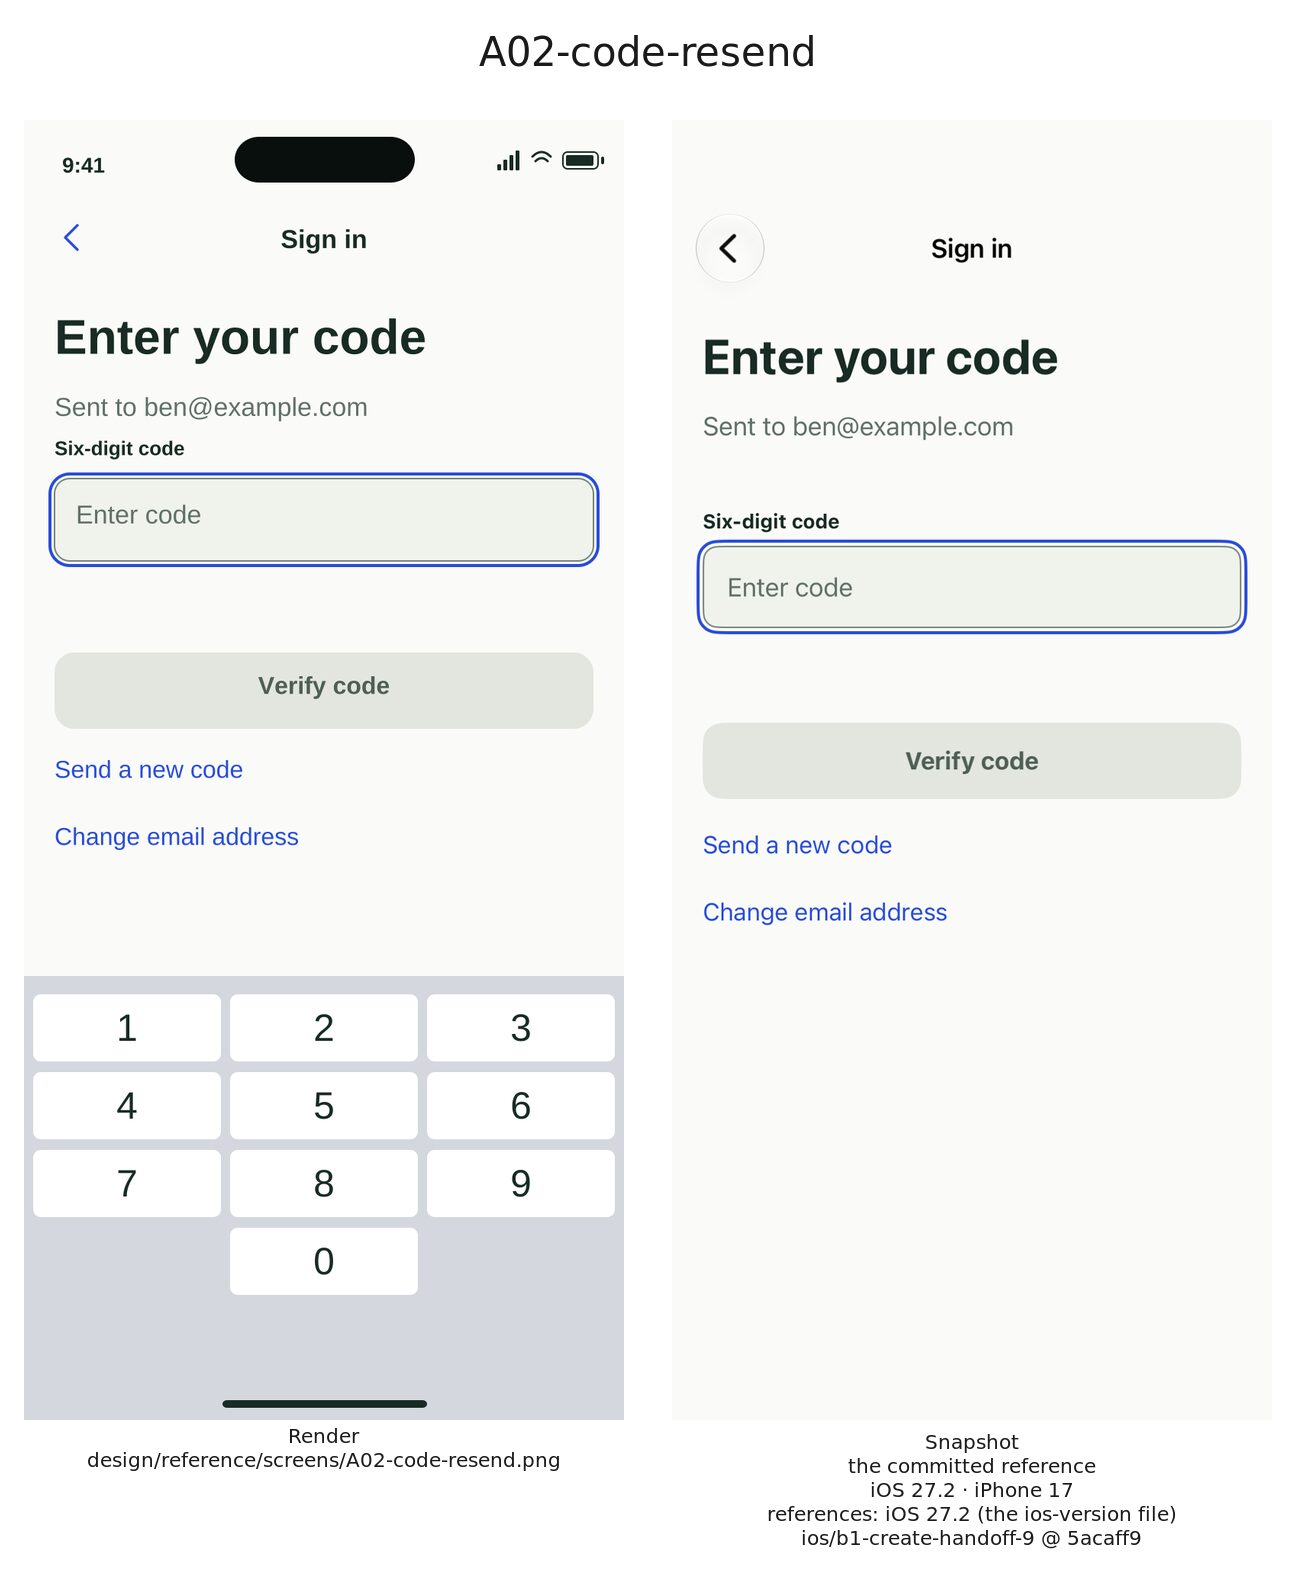 A02-code-resend
9:41
Sign in
Enter your code
Sent to ben@example.com
Six-digit code
Enter code
Verify code
Send a new code
Change email address
1 2 3
4 5 6
7 8 9
0
Render
design/reference/screens/A02-code-resend.png
Sign in
Enter your code
Sent to ben@example.com
Six-digit code
Enter code
Verify code
Send a new code
Change email address
Snapshot
the committed reference
iOS 27.2 · iPhone 17
references: iOS 27.2 (the ios-version file)
ios/b1-create-handoff-9 @ 5acaff9